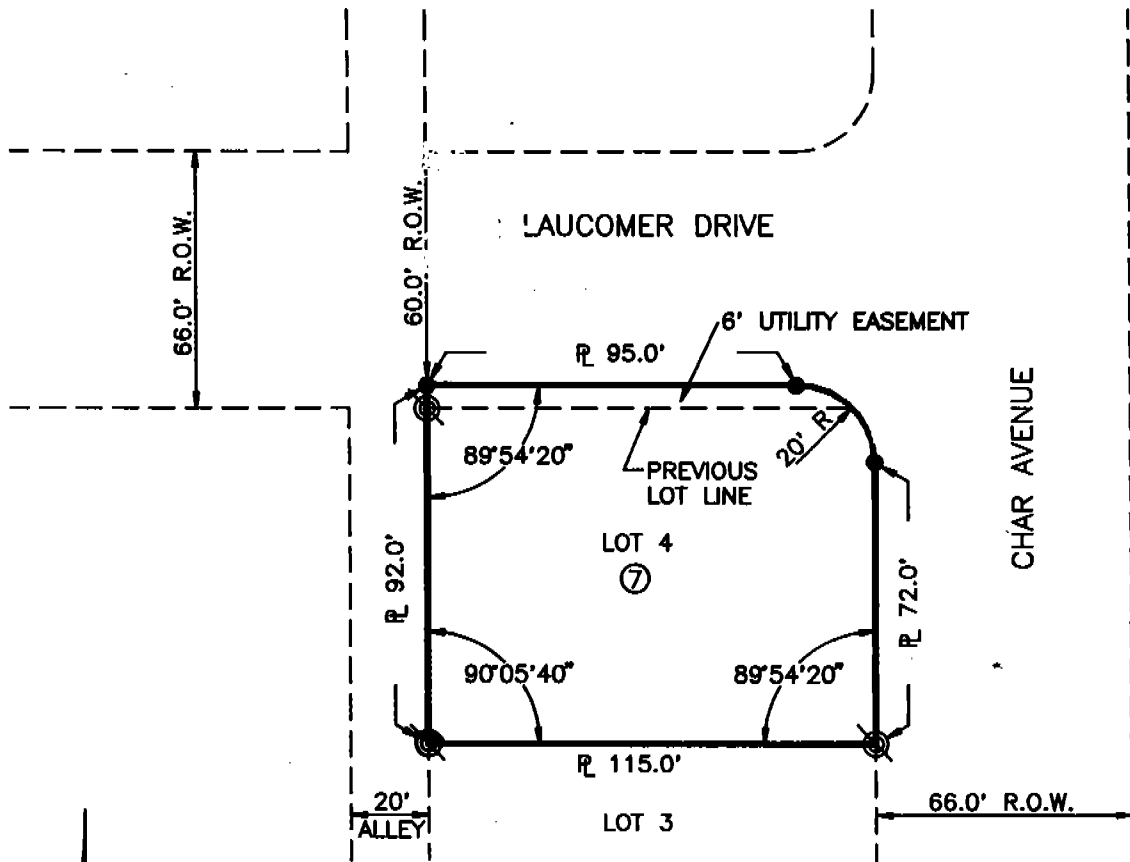 66.0' R.O.W.
60.0' R.O.W.
LAUCOMER DRIVE
6' UTILITY EASEMENT
℄ 95.0'
20' R
89°54'20"
PREVIOUS
LOT LINE
CHAR AVENUE
LOT 4
7
℄ 92.0'
℄ 72.0'
90°05'40"
89°54'20"
℄ 115.0'
20'
ALLEY
LOT 3
66.0' R.O.W.